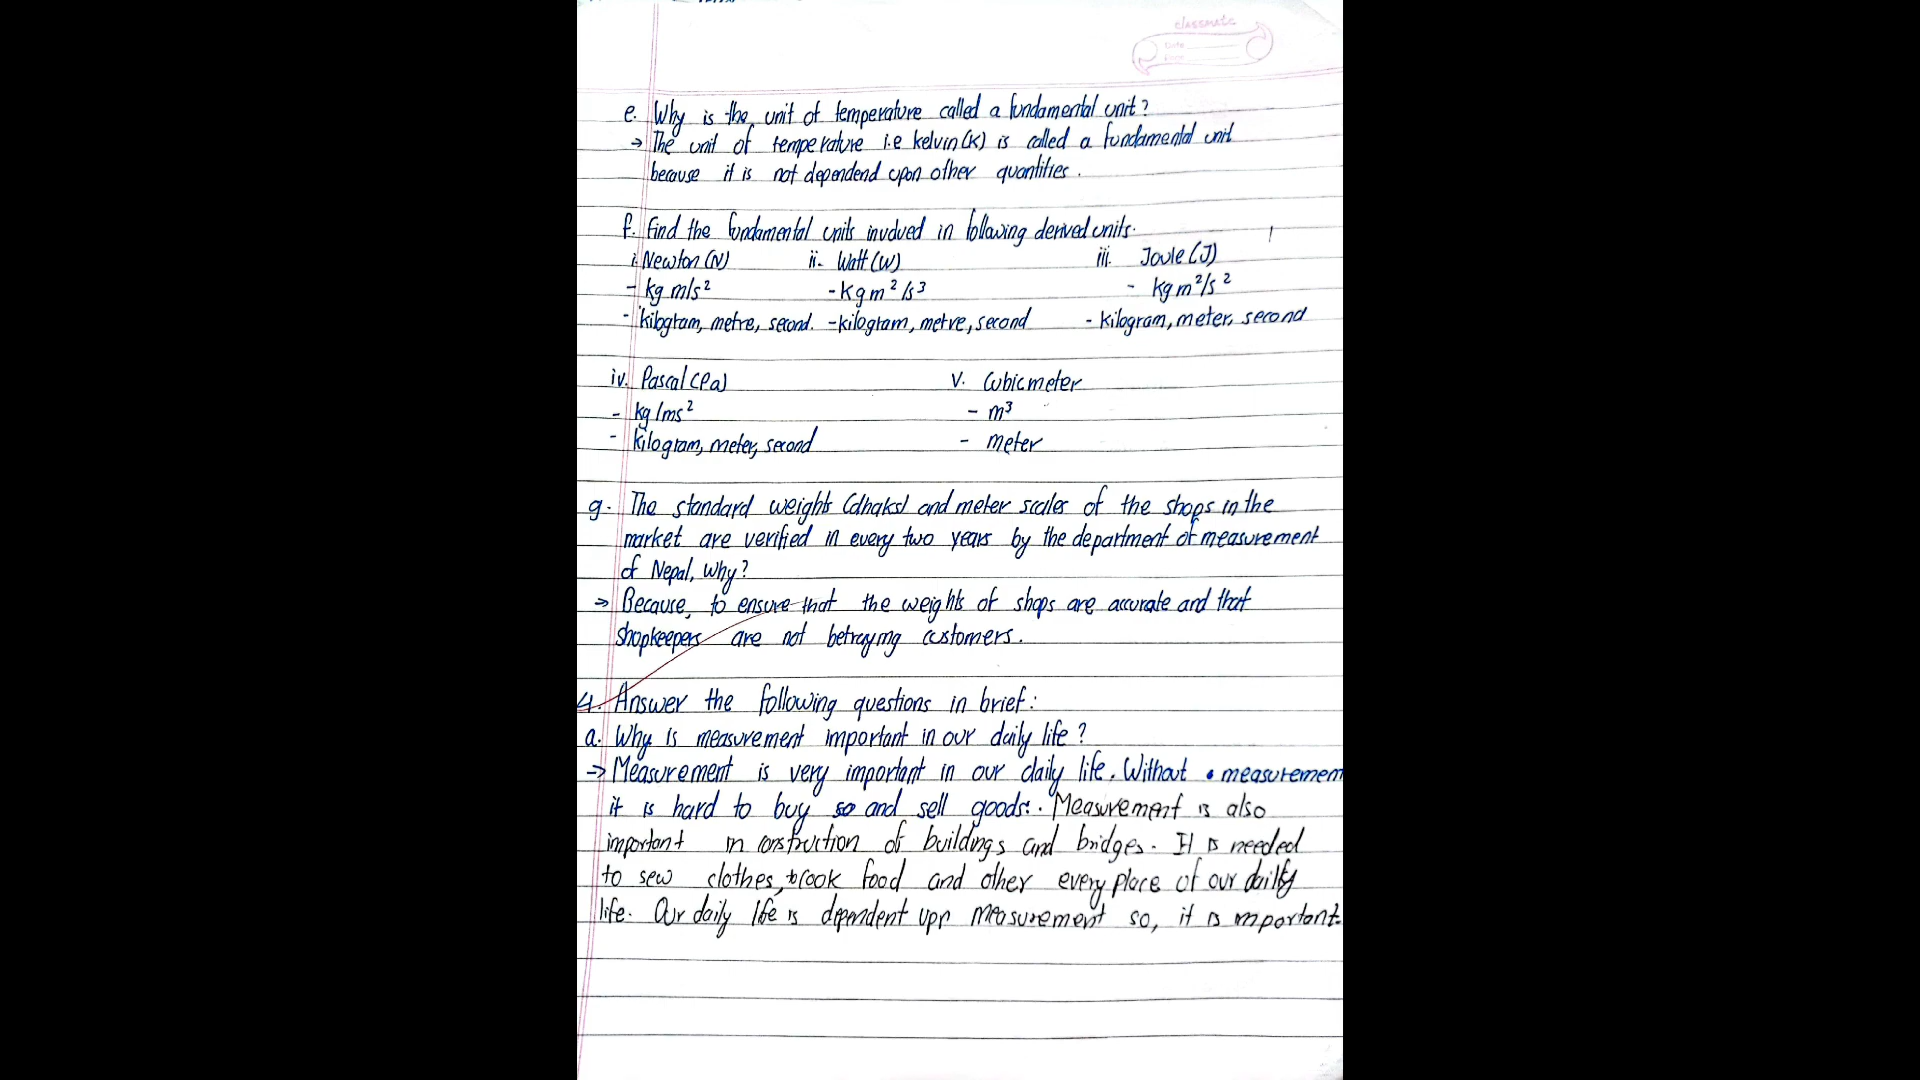 classmate
Date
Page
e. Why is the unit of temperature called a fundamental unit?
→ The unit of temperature i.e kelvin (K) is called a fundamental unit
because it is not dependend upon other quantities.
f. Find the fundamental units involved in following derived units.
i. Newton (N) ii. Watt (W) iii. Joule (J)
- kg m/s² - kg m²/s³ - kg m²/s²
- kilogram, metre, second. - kilogram, metre, second - kilogram, meter, second
iv. Pascal (Pa) v. Cubic meter
- kg/ms² - m³
- kilogram, meter, second - meter
g. The standard weights (dhaks) and meter scales of the shops in the
market are verified in every two years by the department of measurement
of Nepal, Why?
→ Because, to ensure that the weights of shops are accurate and that
shopkeepers are not betraying customers.
4. Answer the following questions in brief:
a. Why is measurement important in our daily life?
→ Measurement is very important in our daily life. Without measuremen
it is hard to buy so and sell goods. Measurement is also
important in construction of buildings and bridges. It is needed
to sew clothes, to cook food and other every place of our dailty
life. Our daily life is dependent upn measurement so, it is important.